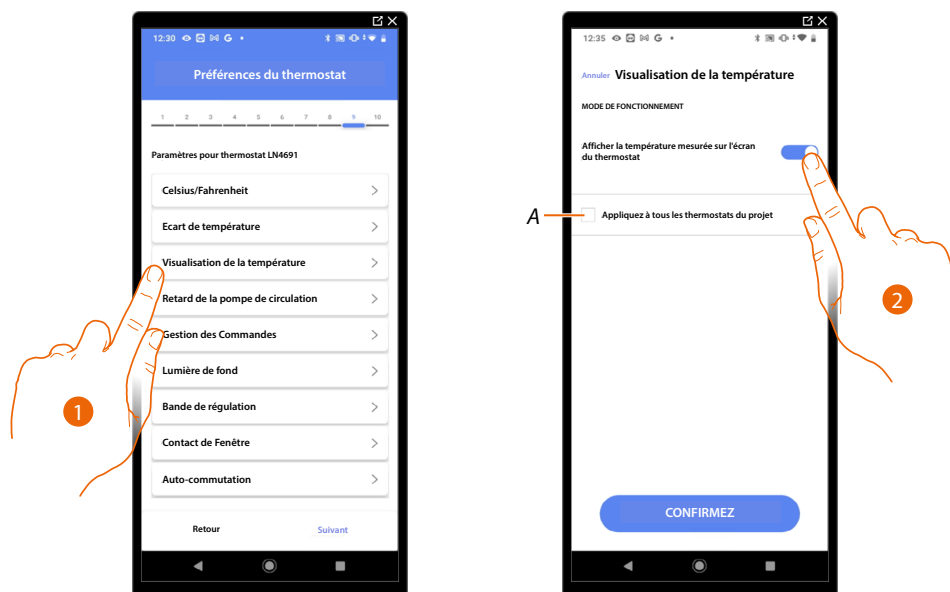 12:30
Préférences du thermostat
1 2 3 4 5 6 7 8 9 10
Paramètres pour thermostat LN4691
Celsius/Fahrenheit
Ecart de température
Visualisation de la température
Retard de la pompe de circulation
Gestion des Commandes
Lumière de fond
Bande de régulation
Contact de Fenêtre
Auto-commutation
Retour
Suivant
1
12:35
Annuler Visualisation de la température
MODE DE FONCTIONNEMENT
Afficher la température mesurée sur l'écran
du thermostat
A
Appliquez à tous les thermostats du projet
2
CONFIRMEZ